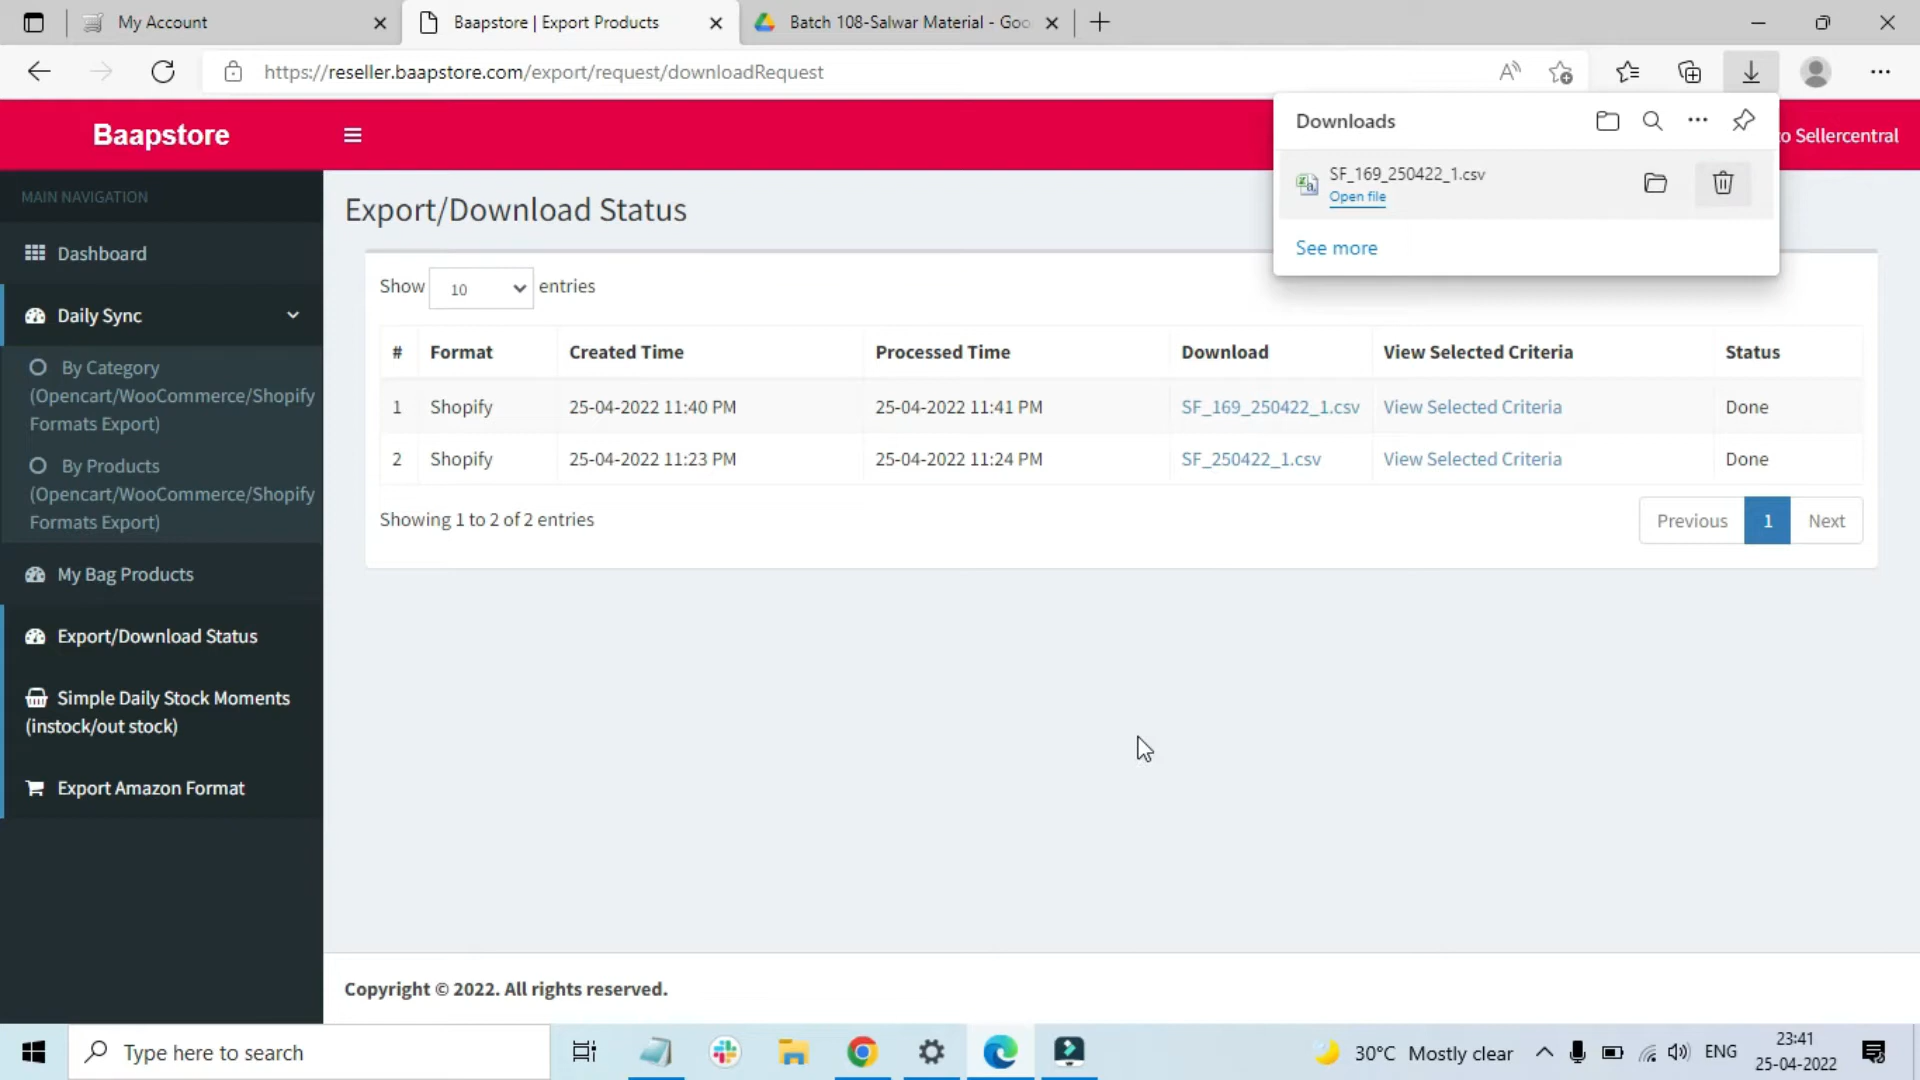 My Account
Baapstore | Export Products
Batch 108-Salwar Material - Goo
https://reseller.baapstore.com/export/request/downloadRequest
Baapstore
Downloads
o Sellercentral
SF_169_250422_1.csv
Open file
See more
MAIN NAVIGATION
Dashboard
Daily Sync
By Category
(Opencart/WooCommerce/Shopify
Formats Export)
By Products
(Opencart/WooCommerce/Shopify
Formats Export)
My Bag Products
Export/Download Status
Simple Daily Stock Moments
(instock/out stock)
Export Amazon Format
Export/Download Status
Show 10 entries
# Format Created Time Processed Time Download View Selected Criteria Status
1 Shopify 25-04-2022 11:40 PM 25-04-2022 11:41 PM SF_169_250422_1.csv View Selected Criteria Done
2 Shopify 25-04-2022 11:23 PM 25-04-2022 11:24 PM SF_250422_1.csv View Selected Criteria Done
Showing 1 to 2 of 2 entries
Previous 1 Next
Copyright © 2022. All rights reserved.
Type here to search
30°C Mostly clear
ENG
23:41
25-04-2022